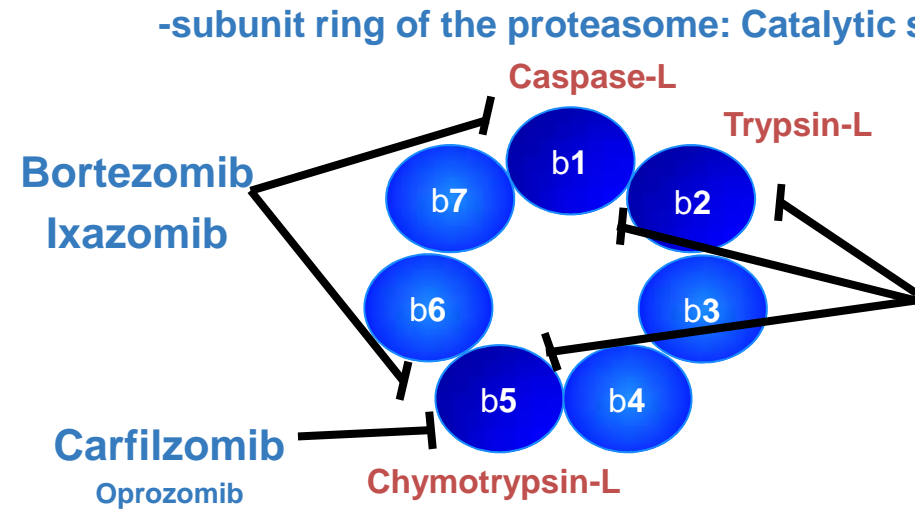 -subunit ring of the proteasome: Catalytic
Caspase-L
Trypsin-L
Bortezomib
Ixazomib
b1
b2
b7
b6
b3
b5
b4
Carfilzomib
Oprozomib
Chymotrypsin-L